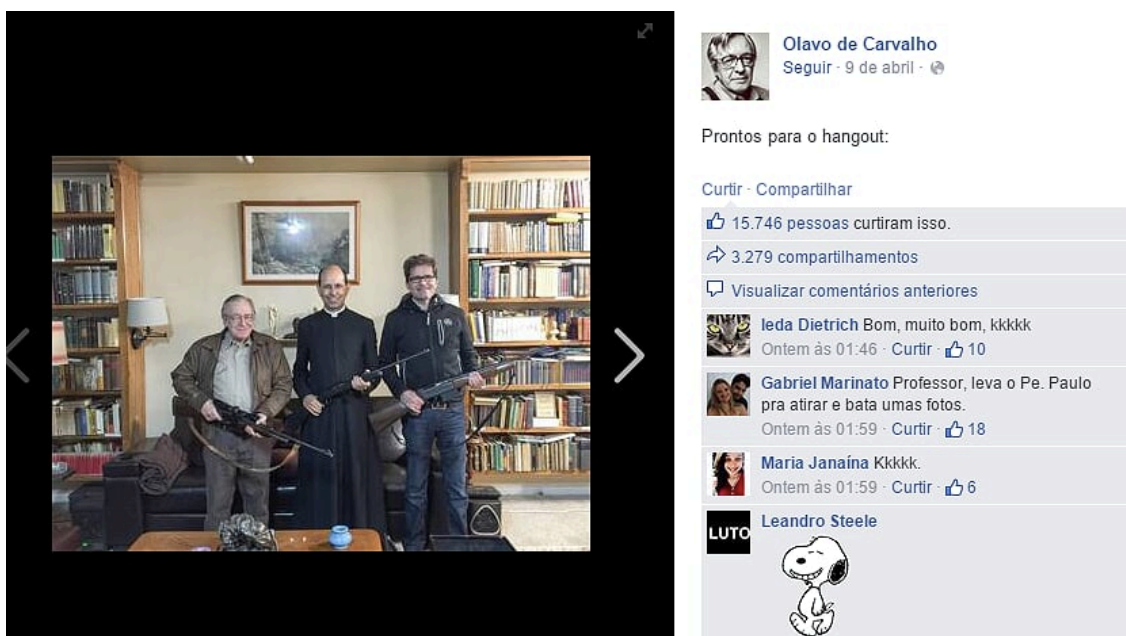 Olavo de Carvalho
Seguir · 9 de abril ·
Prontos para o hangout:
Curtir · Compartilhar
15.746 pessoas curtiram isso.
3.279 compartilhamentos
Visualizar comentários anteriores
Ieda Dietrich Bom, muito bom, kkkkk
Ontem às 01:46 · Curtir · 10
Gabriel Marinato Professor, leva o Pe. Paulo
pra atirar e bata umas fotos.
Ontem às 01:59 · Curtir · 18
Maria Janaína Kkkkk.
Ontem às 01:59 · Curtir · 6
LUTO
Leandro Steele